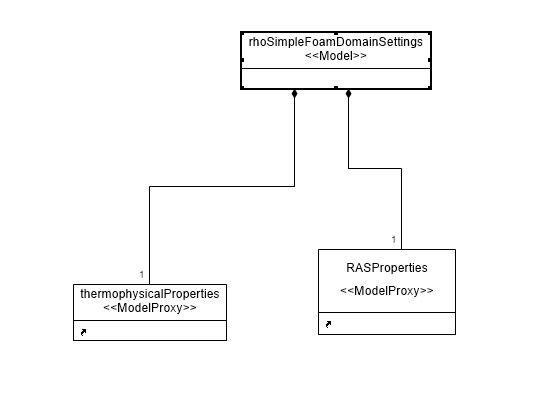 rhoSimpleFoamDomainSettings
<<Model>>
1
RASProperties
<<ModelProxy>>
1
thermophysicalProperties
<<ModelProxy>>